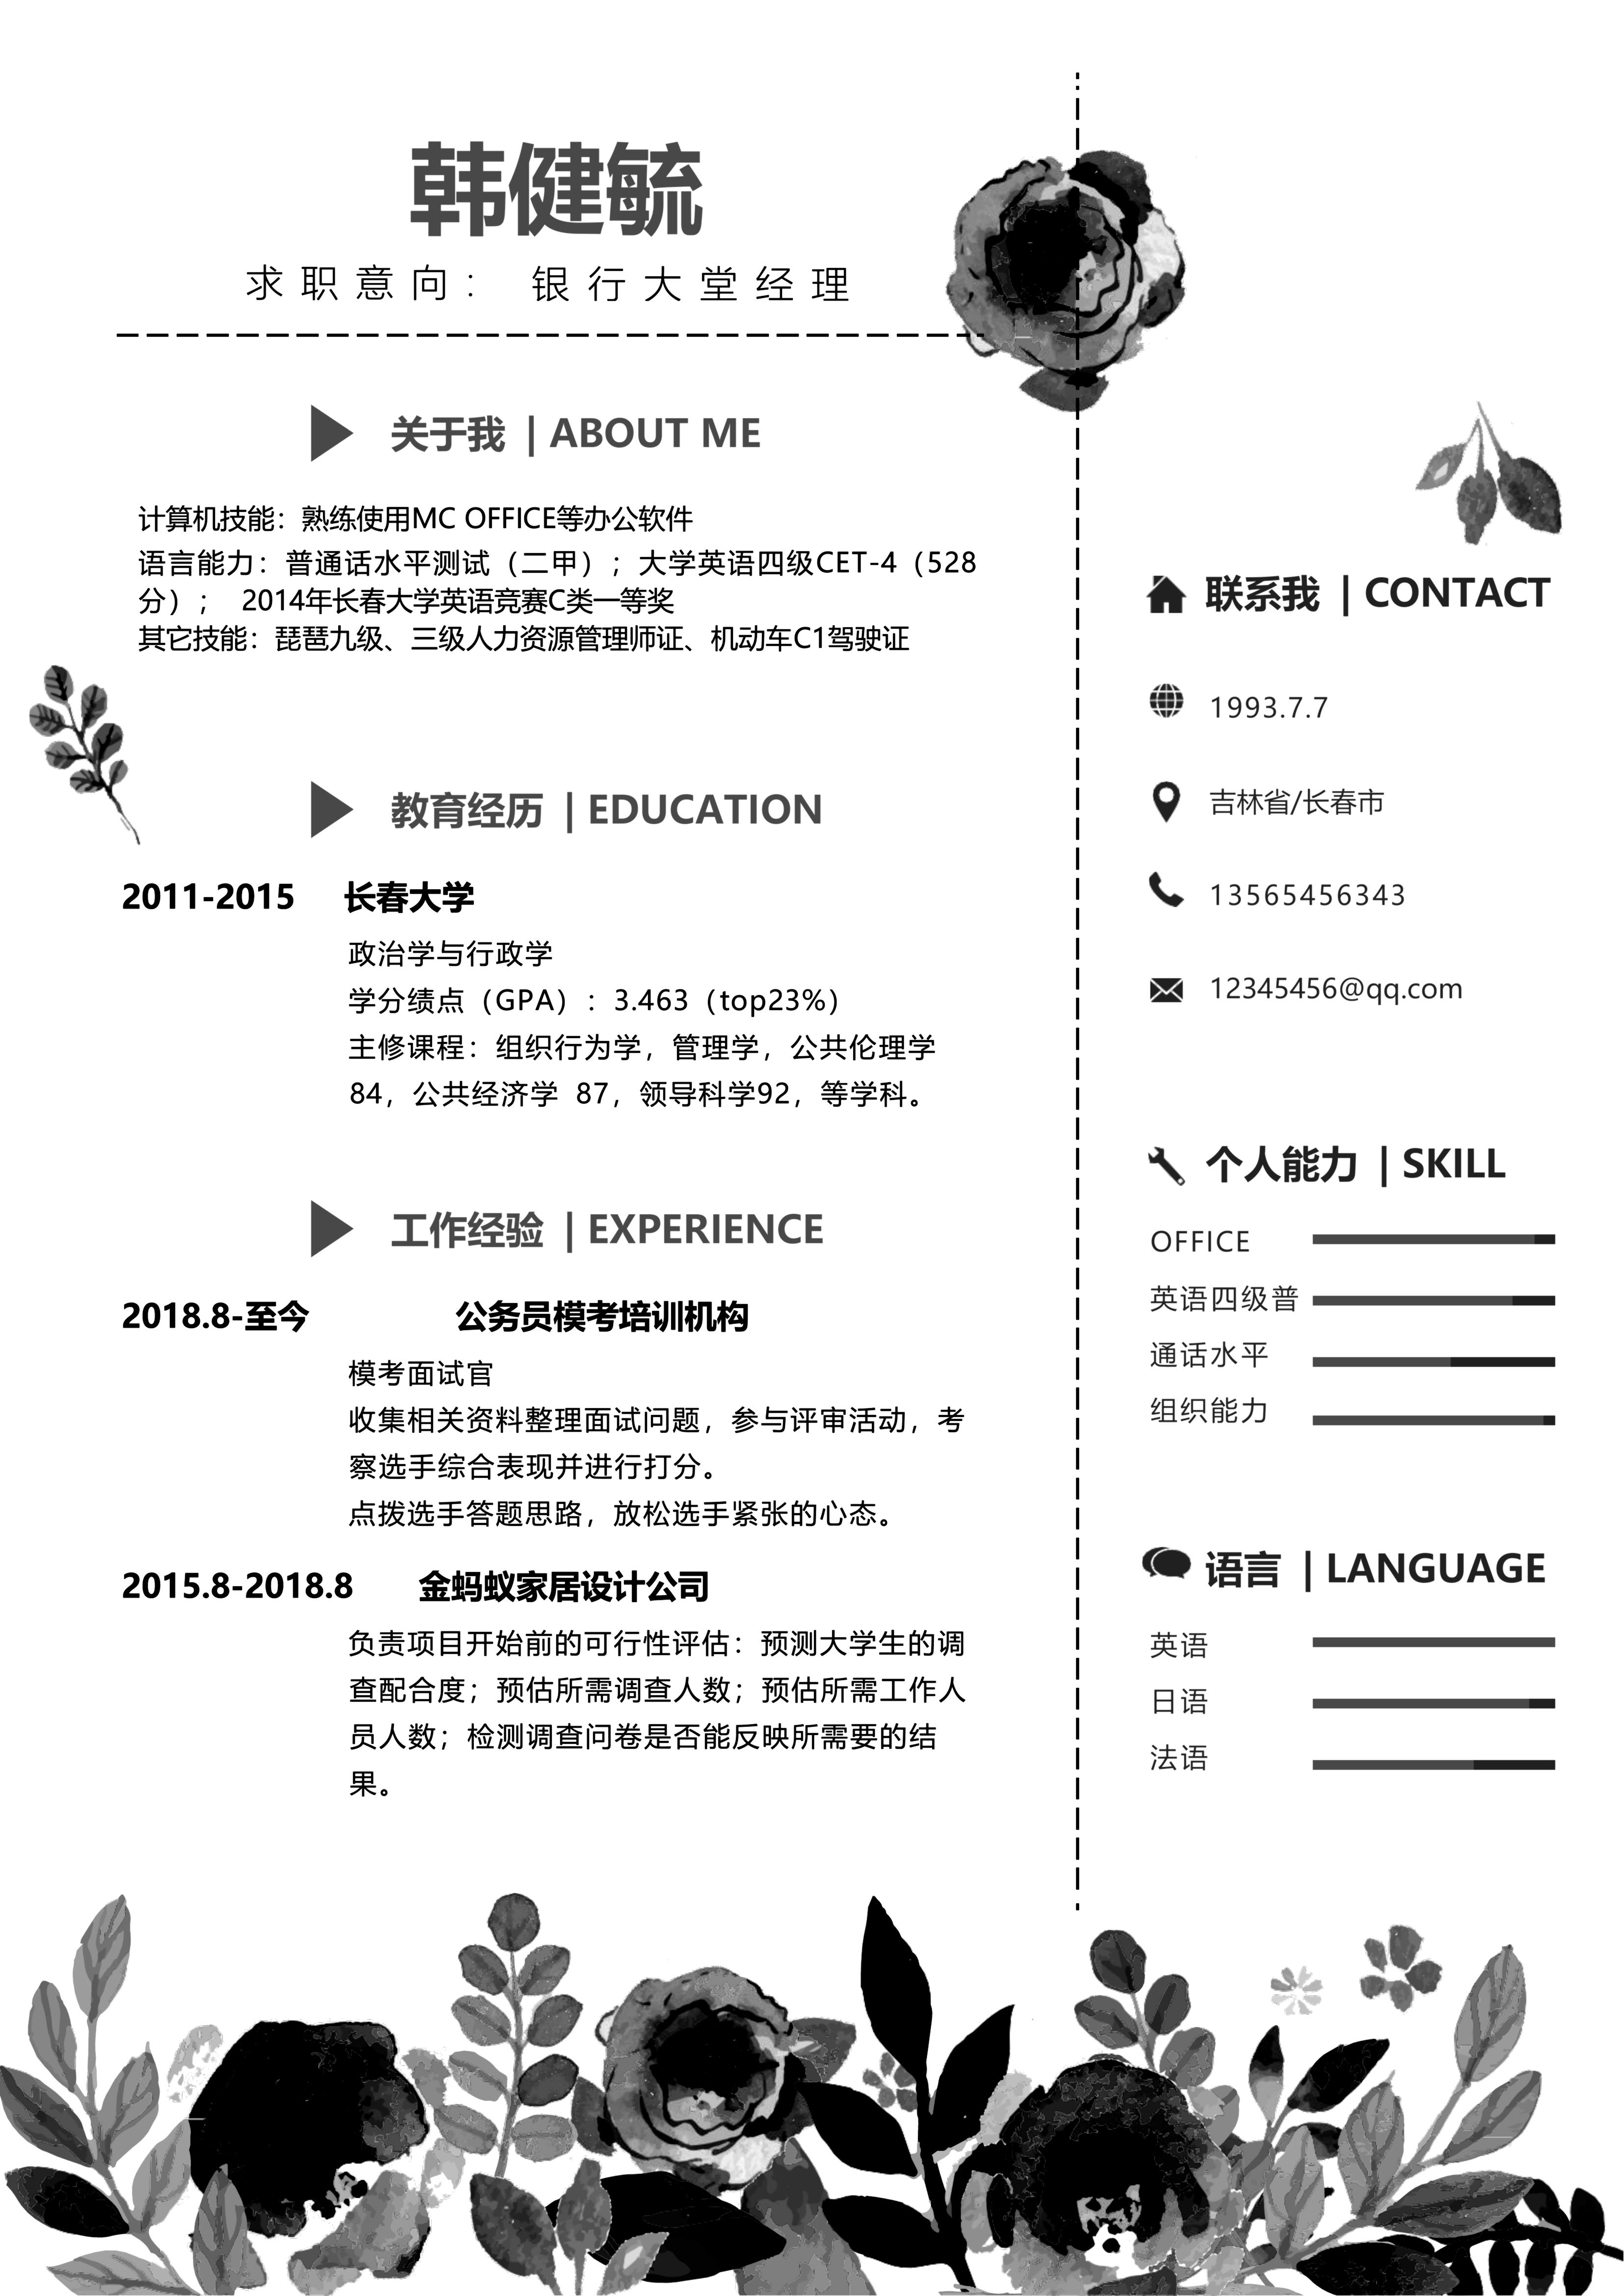 韩健毓
求职意向： 银行大堂经理
关于我 | ABOUT ME
计算机技能：熟练使用MC OFFICE等办公软件
语言能力：普通话水平测试（二甲）；大学英语四级CET-4（528
分）； 2014年长春大学英语竞赛C类一等奖
其它技能：琵琶九级、三级人力资源管理师证、机动车C1驾驶证
教育经历 | EDUCATION
2011-2015 长春大学
政治学与行政学
学分绩点（GPA）：3.463（top23%）
主修课程：组织行为学，管理学，公共伦理学
84，公共经济学 87，领导科学92，等学科。
工作经验 | EXPERIENCE
2018.8-至今 公务员模考培训机构
模考面试官
收集相关资料整理面试问题，参与评审活动，考
察选手综合表现并进行打分。
点拨选手答题思路，放松选手紧张的心态。
2015.8-2018.8 金蚂蚁家居设计公司
负责项目开始前的可行性评估：预测大学生的调
查配合度；预估所需调查人数；预估所需工作人
员人数；检测调查问卷是否能反映所需要的结
果。
联系我 | CONTACT
1993.7.7
吉林省/长春市
13565456343
12345456@qq.com
个人能力 | SKILL
OFFICE
英语四级普
通话水平
组织能力
语言 | LANGUAGE
英语
日语
法语